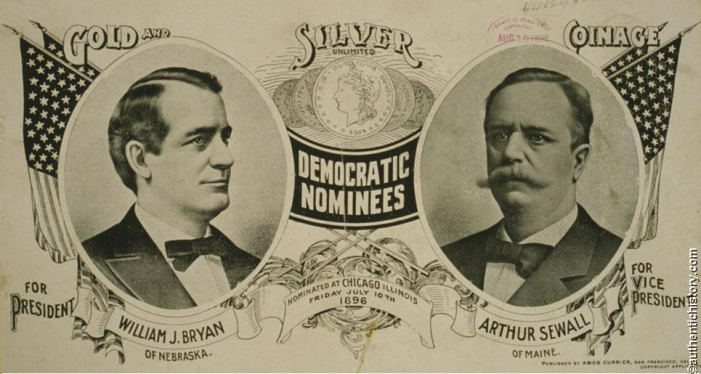 GOLD AND SILVER COINAGE
UNLIMITED
DEMOCRATIC
NOMINEES
FOR
PRESIDENT
WILLIAM J. BRYAN
OF NEBRASKA.
NOMINATED AT CHICAGO ILLINOIS
FRIDAY JULY 10TH
1896
FOR
VICE
PRESIDENT
ARTHUR SEWALL
OF MAINE.
PUBLISHED BY AMOS CURRIER, SAN FRANCISCO,
COPYRIGHT
©authentichistory.com